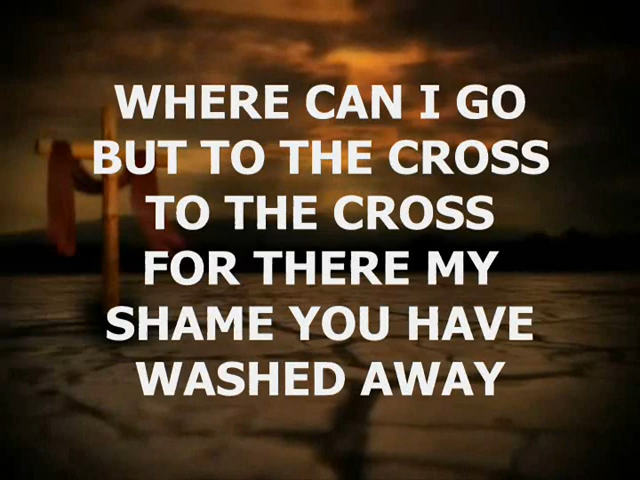 WHERE CAN I GO
BUT TO THE CROSS
TO THE CROSS
FOR THERE MY
SHAME YOU HAVE
WASHED AWAY